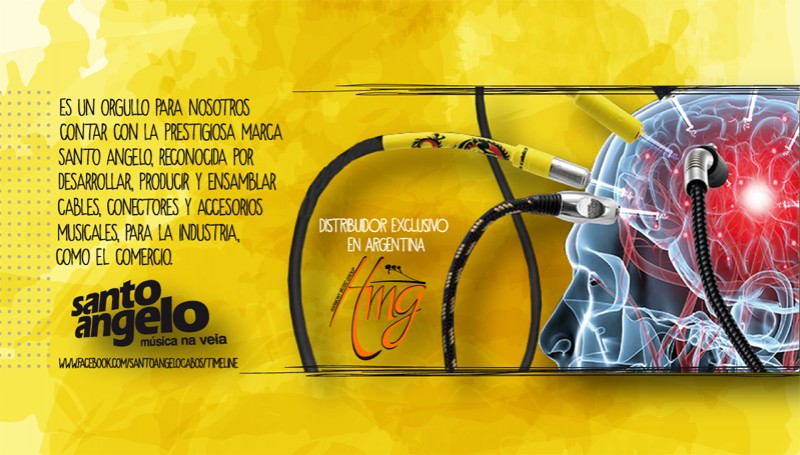 ES UN ORGULLO PARA NOSOTROS
CONTAR CON LA PRESTIGIOSA MARCA
SANTO ANGELO, RECONOCIDA POR
DESARROLLAR, PRODUCIR Y ENSAMBLAR
CABLES, CONECTORES Y ACCESORIOS
MUSICALES, PARA LA INDUSTRIA,
COMO EL COMERCIO.
santo
angelo
música na veia
WWW.FACEBOOK.COM/SANTOANGELOCABOS/TIMELINE
DISTRIBUIDOR EXCLUSIVO
EN ARGENTINA
Hmg